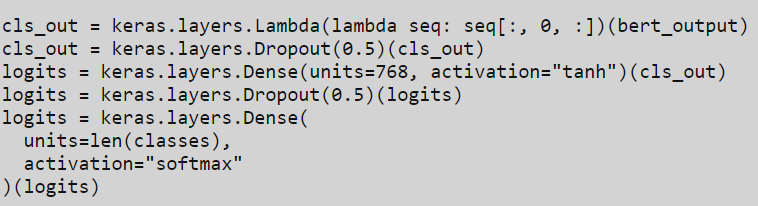 cls_out = keras.layers.Lambda(lambda seq: seq[:, 0, :])(bert_output)
cls_out = keras.layers.Dropout(0.5)(cls_out)
logits = keras.layers.Dense(units=768, activation="tanh")(cls_out)
logits = keras.layers.Dropout(0.5)(logits)
logits = keras.layers.Dense(
  units=len(classes),
  activation="softmax"
)(logits)